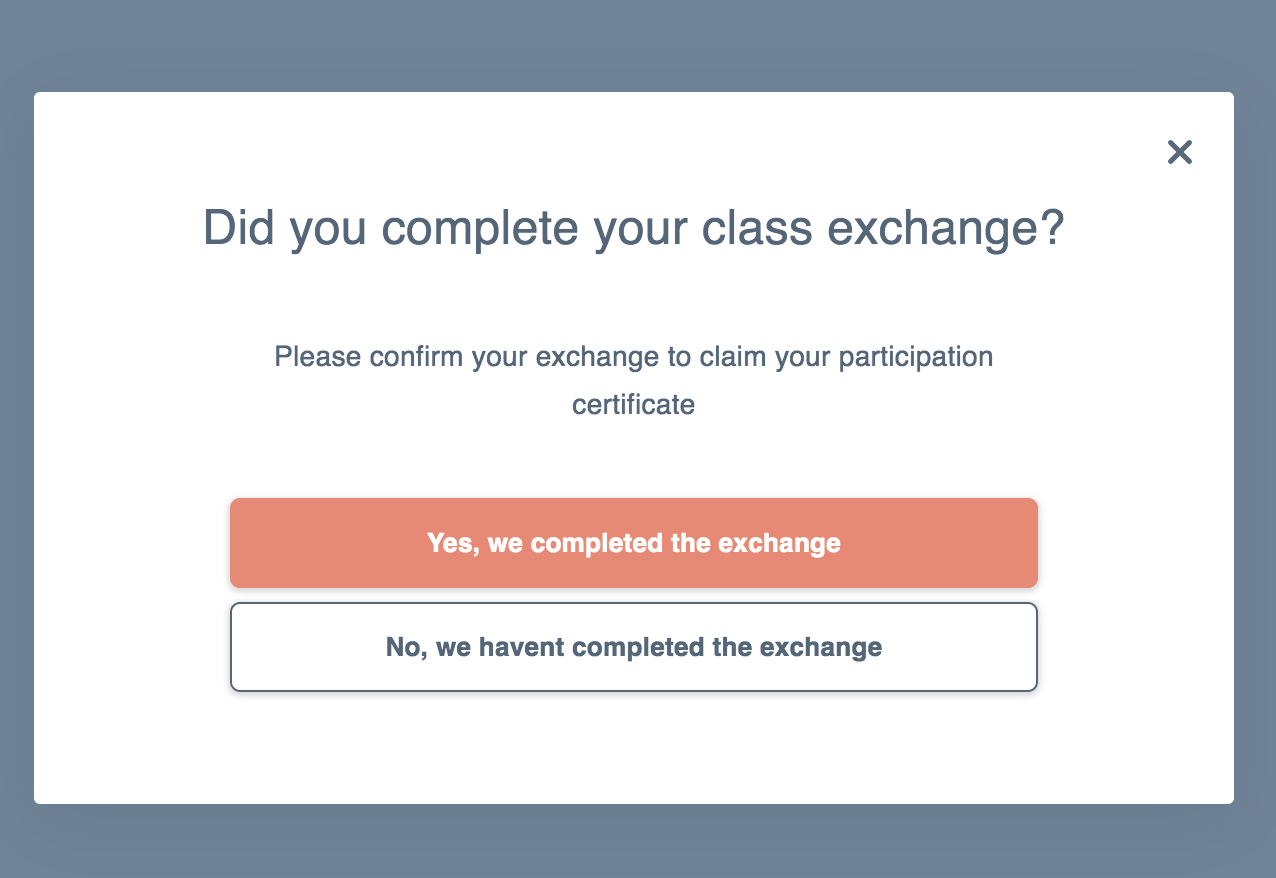 Did you complete your class exchange?
Please confirm your exchange to claim your participation
certificate
Yes, we completed the exchange
No, we havent completed the exchange